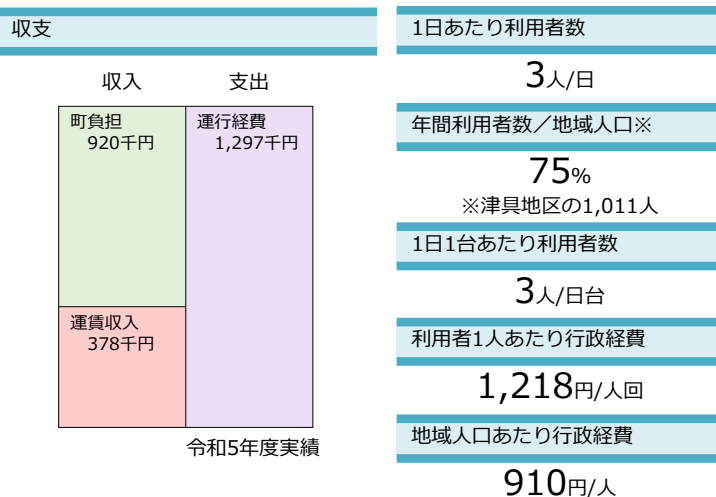 収支
収入
支出
町負担
920千円
運行経費
1,297千円
運賃収入
378千円
令和5年度実績
1日あたり利用者数
3人/日
年間利用者数／地域人口※
75%
※津具地区の1,011人
1日1台あたり利用者数
3人/日台
利用者1人あたり行政経費
1,218円/人回
地域人口あたり行政経費
910円/人